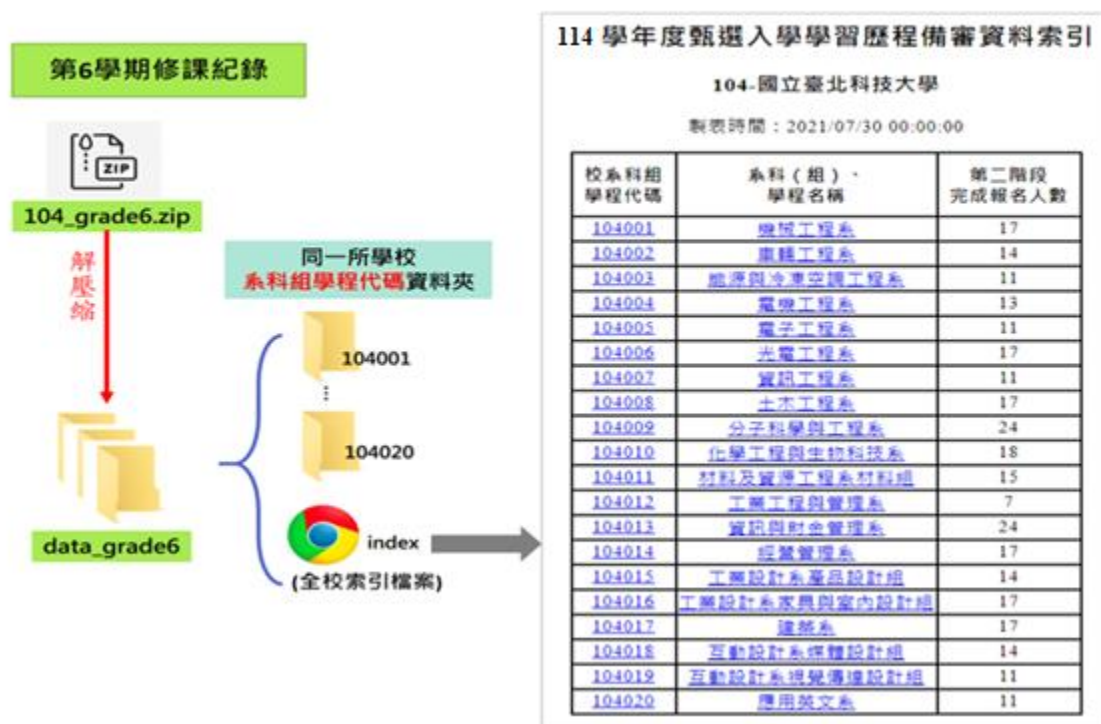 第6學期修課紀錄
ZIP
104_grade6.zip
解壓縮
data_grade6
同一所學校
系科組學程代碼資料夾
104001
⋮
104020
index
(全校索引檔案)
114 學年度甄選入學學習歷程備審資料索引
104-國立臺北科技大學
製表時間：2021/07/30 00:00:00
校系科組學程代碼 系科（組）、學程名稱 第二階段完成報名人數
104001 機械工程系 17
104002 車輛工程系 14
104003 能源與冷凍空調工程系 11
104004 電機工程系 13
104005 電子工程系 11
104006 光電工程系 17
104007 資訊工程系 11
104008 土木工程系 17
104009 分子科學與工程系 24
104010 化學工程與生物科技系 18
104011 材料及資源工程系材料組 15
104012 工業工程與管理系 7
104013 資訊與財金管理系 24
104014 經營管理系 17
104015 工業設計系產品設計組 14
104016 工業設計系家具與室內設計組 17
104017 建築系 17
104018 互動設計系媒體設計組 14
104019 互動設計系視覺傳達設計組 11
104020 應用英文系 11